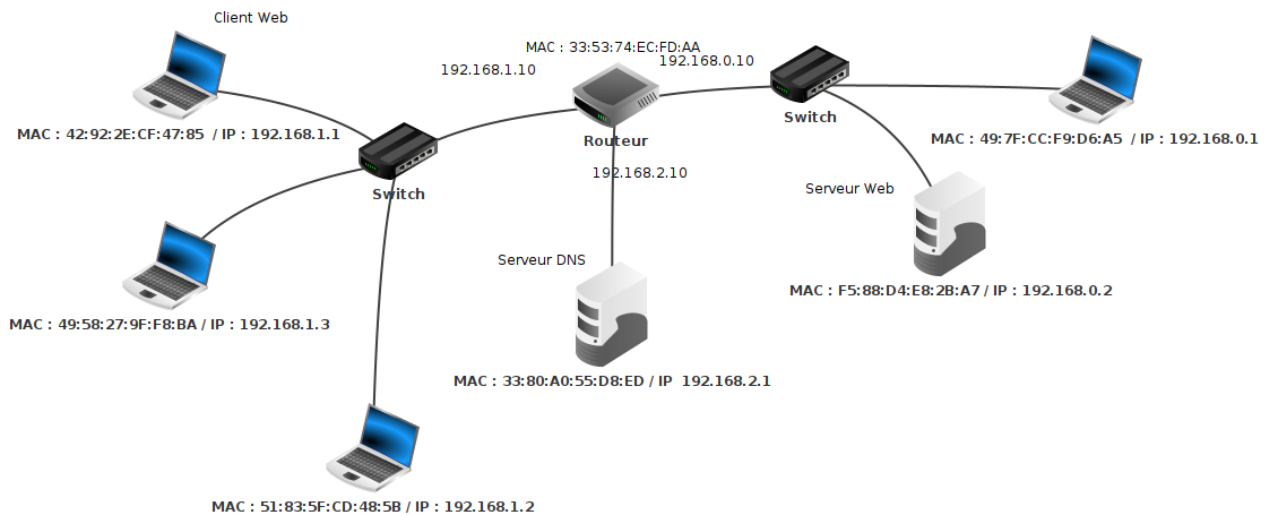 Client Web
MAC : 33:53:74:EC:FD:AA
192.168.1.10
192.168.0.10
MAC : 42:92:2E:CF:47:85 / IP : 192.168.1.1
Switch
Routeur
192.168.2.10
Switch
MAC : 49:7F:CC:F9:D6:A5 / IP : 192.168.0.1
Serveur Web
MAC : F5:88:D4:E8:2B:A7 / IP : 192.168.0.2
Serveur DNS
MAC : 49:58:27:9F:F8:BA / IP : 192.168.1.3
MAC : 33:80:A0:55:D8:ED / IP 192.168.2.1
MAC : 51:83:5F:CD:48:5B / IP : 192.168.1.2